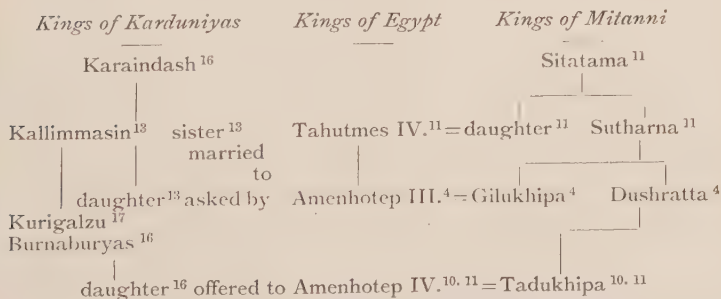 Kings of Karduniyas Kings of Egypt Kings of Mitanni
Karaindash 16 Sitatama 11
Kallimmasin 13 sister 13 Tahutmes IV. 11 = daughter 11 Sutharna 11
married
to
daughter 13 asked by Amenhotep III. 4 = Gilukhipa 4 Dushratta 4
Kurigalzu 17
Burnaburyas 16
daughter 16 offered to Amenhotep IV. 10. 11 = Tadukhipa 10. 11